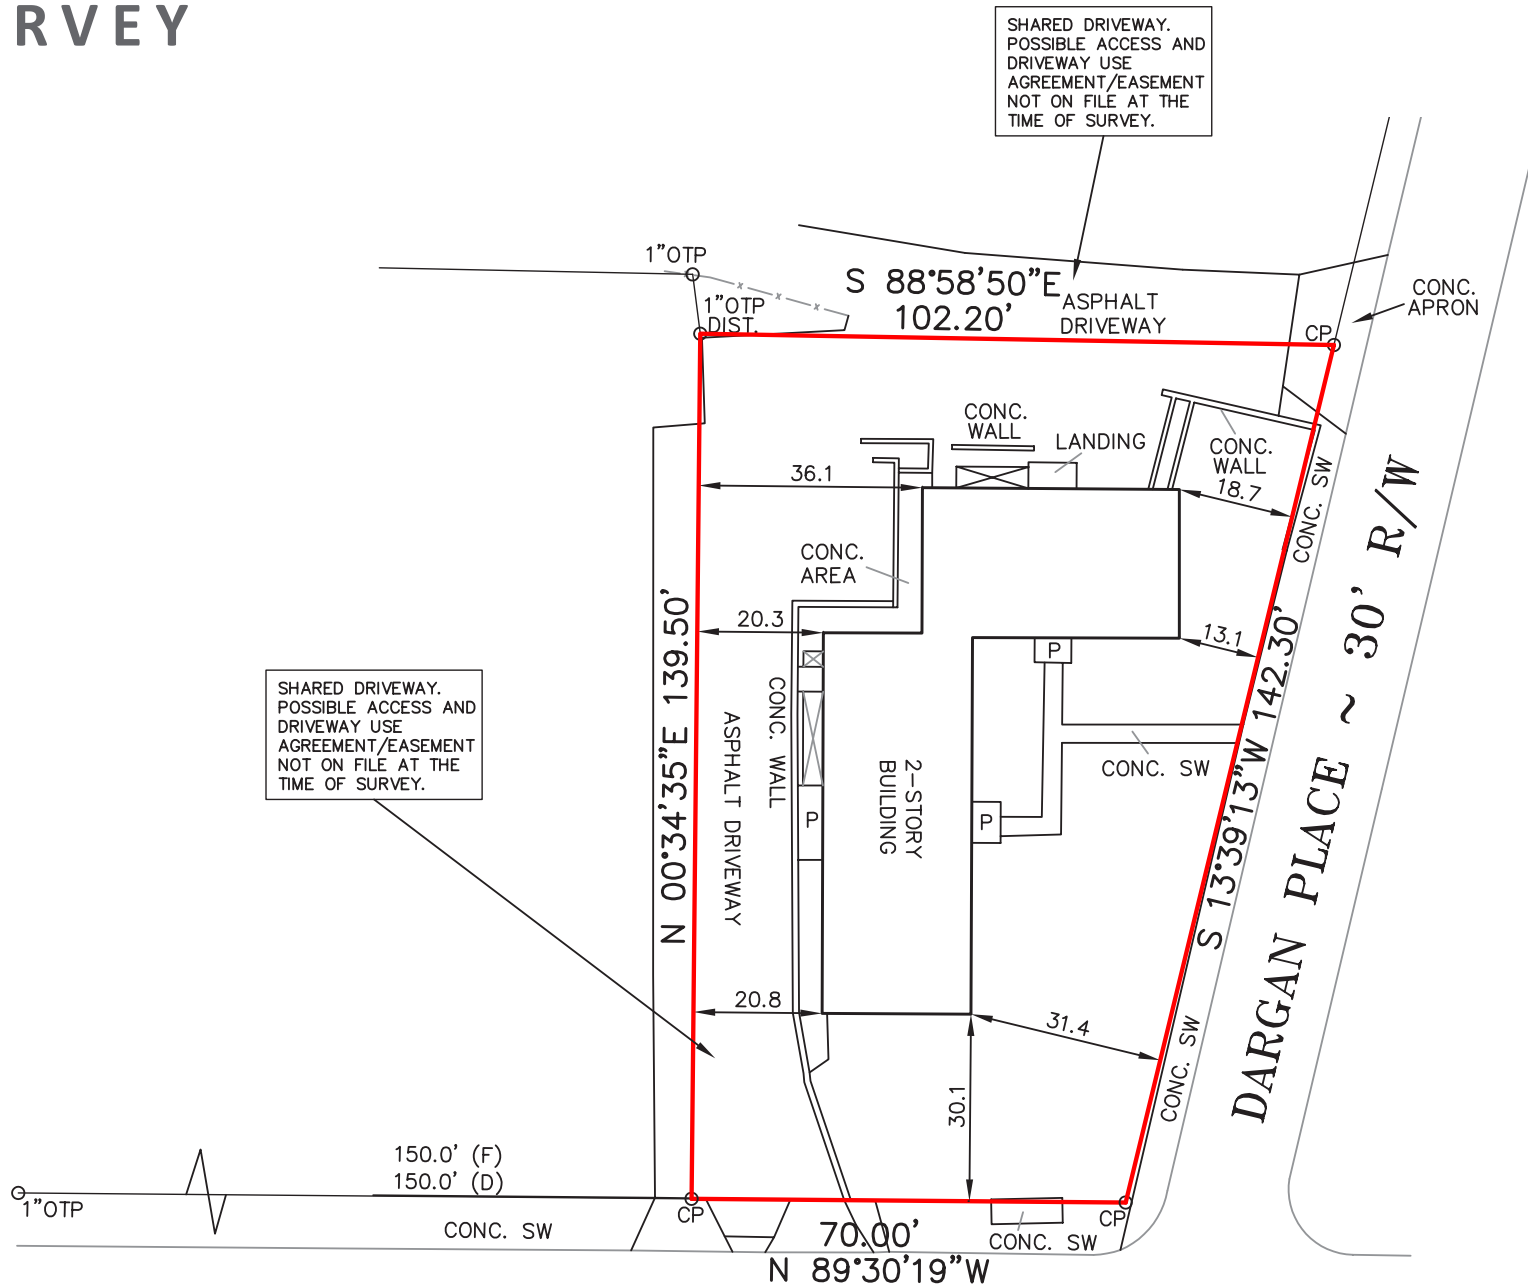 RVEY
SHARED DRIVEWAY.
POSSIBLE ACCESS AND
DRIVEWAY USE
AGREEMENT/EASEMENT
NOT ON FILE AT THE
TIME OF SURVEY.
1"OTP
S 88°58'50"E
102.20'
1"OTP
DIST.
ASPHALT
DRIVEWAY
CONC.
APRON
CP
CONC.
WALL
LANDING
CONC.
WALL
36.1
18.7
CONC. SW
CONC.
AREA
20.3
13.1
P
N 00°34'35"E 139.50'
S 13°39'13"W 142.30'
DARGAN PLACE ~ 30' R/W
SHARED DRIVEWAY.
POSSIBLE ACCESS AND
DRIVEWAY USE
AGREEMENT/EASEMENT
NOT ON FILE AT THE
TIME OF SURVEY.
ASPHALT DRIVEWAY
CONC. WALL
2-STORY
BUILDING
CONC. SW
P
P
20.8
31.4
CONC. SW
30.1
150.0' (F)
150.0' (D)
1"OTP
CP
CP
CONC. SW
70.00'
CONC. SW
N 89°30'19"W